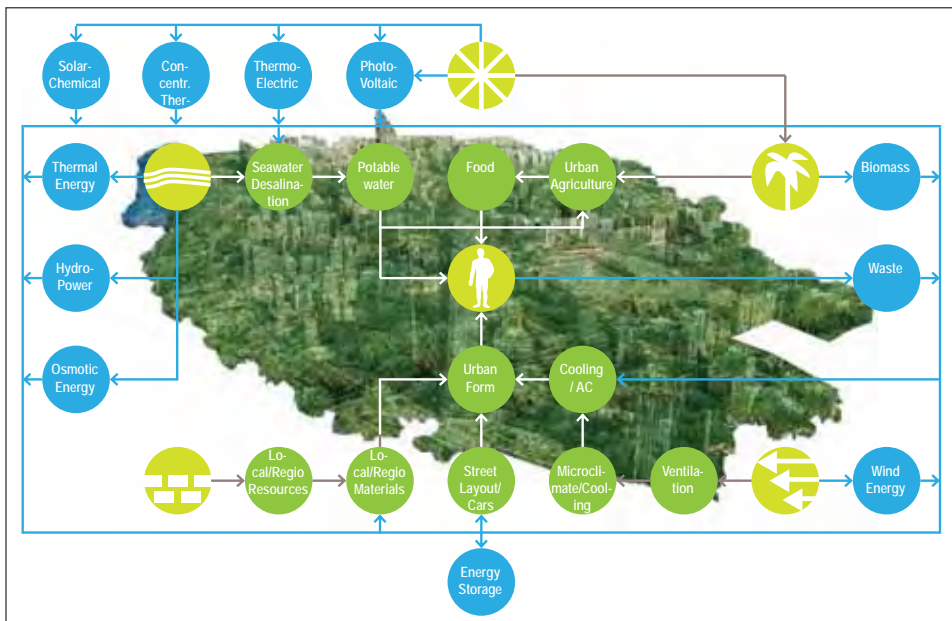 Solar-
Chemical
Con-
centr.
Ther-
Thermo-
Electric
Photo-
Voltaic
Thermal
Energy
Seawater
Desalina-
tion
Potable
water
Food
Urban
Agriculture
Biomass
Hydro-
Power
Waste
Osmotic
Energy
Urban
Form
Cooling
/ AC
Lo-
cal/Regio
Resources
Lo-
cal/Regio
Materials
Street
Layout/
Cars
Microcli-
mate/Cool-
ing
Ventila-
tion
Wind
Energy
Energy
Storage